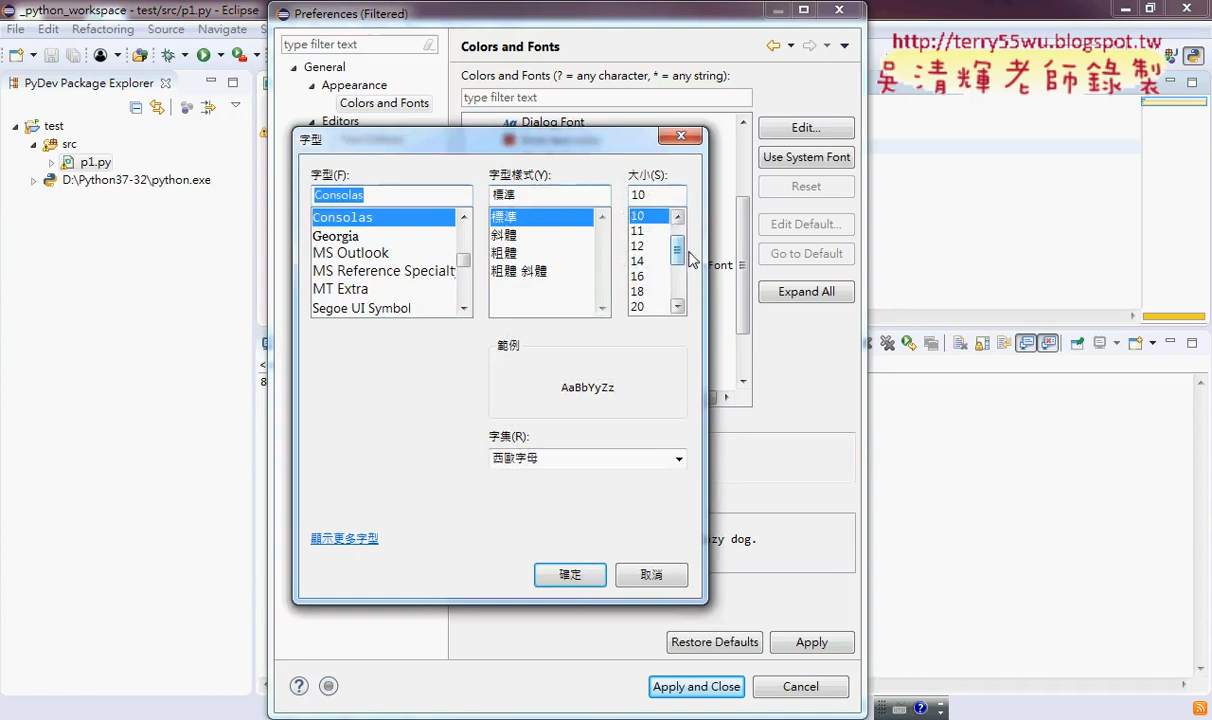 _python_workspace - test/src/p1.py - Eclipse
File Edit Refactoring Source Navigate
PyDev Package Explorer
test
src
p1.py
D:\Python37-32\python.exe
Preferences (Filtered)
type filter text
General
Appearance
Colors and Fonts
Editors
Colors and Fonts
Colors and Fonts (? = any character, * = any string):
type filter text
Dialog Font
Font
Edit...
Use System Font
Reset
Edit Default...
Go to Default
Expand All
字型
字型(F):
Consolas
Consolas
Georgia
MS Outlook
MS Reference Specialty
MT Extra
Segoe UI Symbol
字型樣式(Y):
標準
標準
斜體
粗體
粗體 斜體
大小(S):
10
10
11
12
14
16
18
20
範例
AaBbYyZz
字集(R):
西歐字母
顯示更多字型
確定
取消
zy dog.
Restore Defaults
Apply
Apply and Close
Cancel
http://terry55wu.blogspot.tw
吳清輝老師錄製